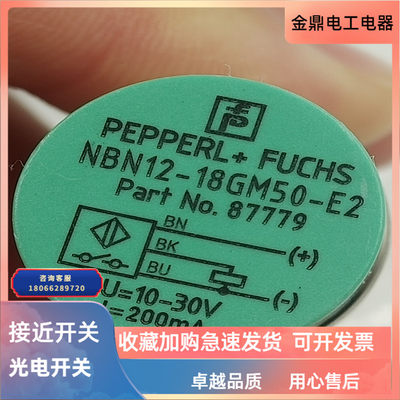 金鼎电工电器
PEPPERL+ FUCHS
NBN12-18GM50-E2
Part No. 87779
BN
(+)
BK
BU
(-)
U=10-30V
=200mA
咨询客服
18066289720
接近开关
光电开关
收藏加购急速发货 可开发票
卓越品质 用心售后